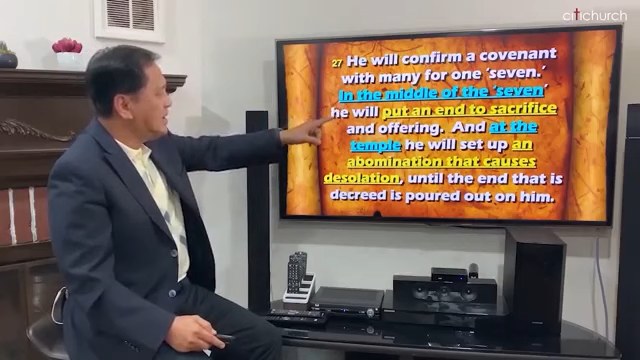 citichurch
27 He will confirm a covenant
with many for one 'seven.'
In the middle of the 'seven'
he will put an end to sacrifice
and offering. And at the
temple he will set up an
abomination that causes
desolation, until the end that is
decreed is poured out on him.